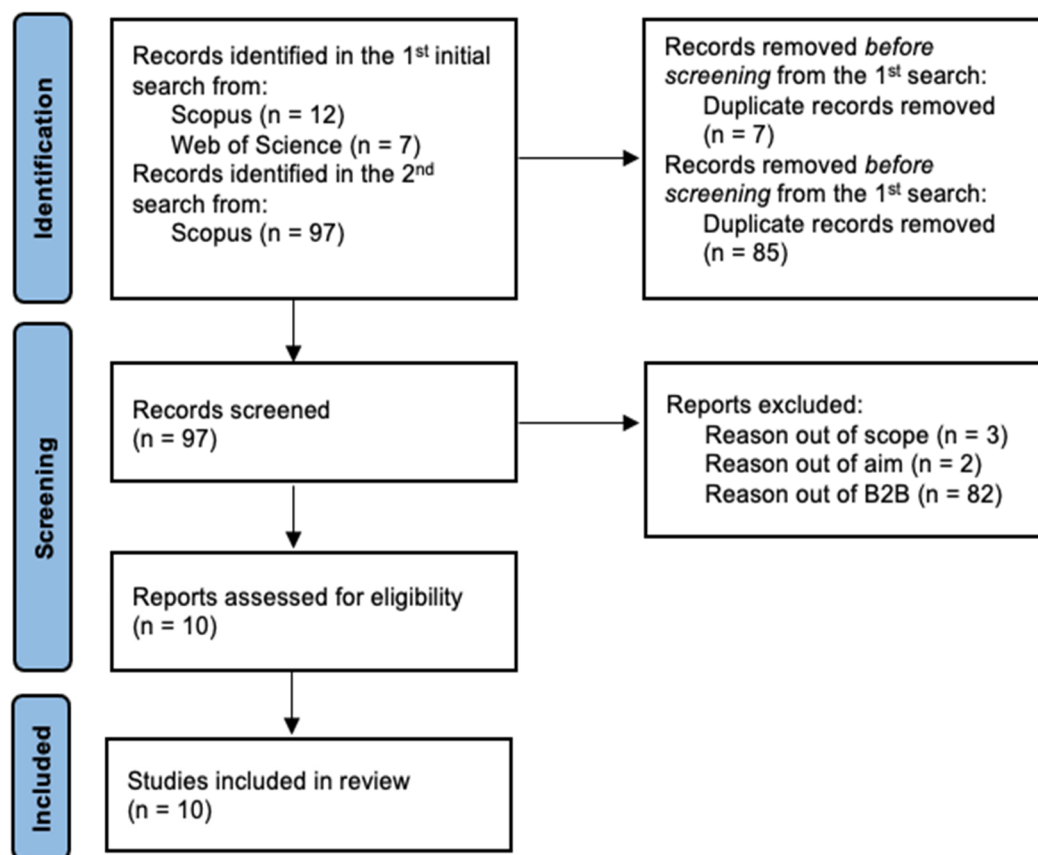 Identification
Records identified in the 1st initial
search from:
Scopus (n = 12)
Web of Science (n = 7)
Records identified in the 2nd
search from:
Scopus (n = 97)
Records removed before
screening from the 1st search:
Duplicate records removed
(n = 7)
Records removed before
screening from the 1st search:
Duplicate records removed
(n = 85)
Screening
Records screened
(n = 97)
Reports excluded:
Reason out of scope (n = 3)
Reason out of aim (n = 2)
Reason out of B2B (n = 82)
Reports assessed for eligibility
(n = 10)
Included
Studies included in review
(n = 10)